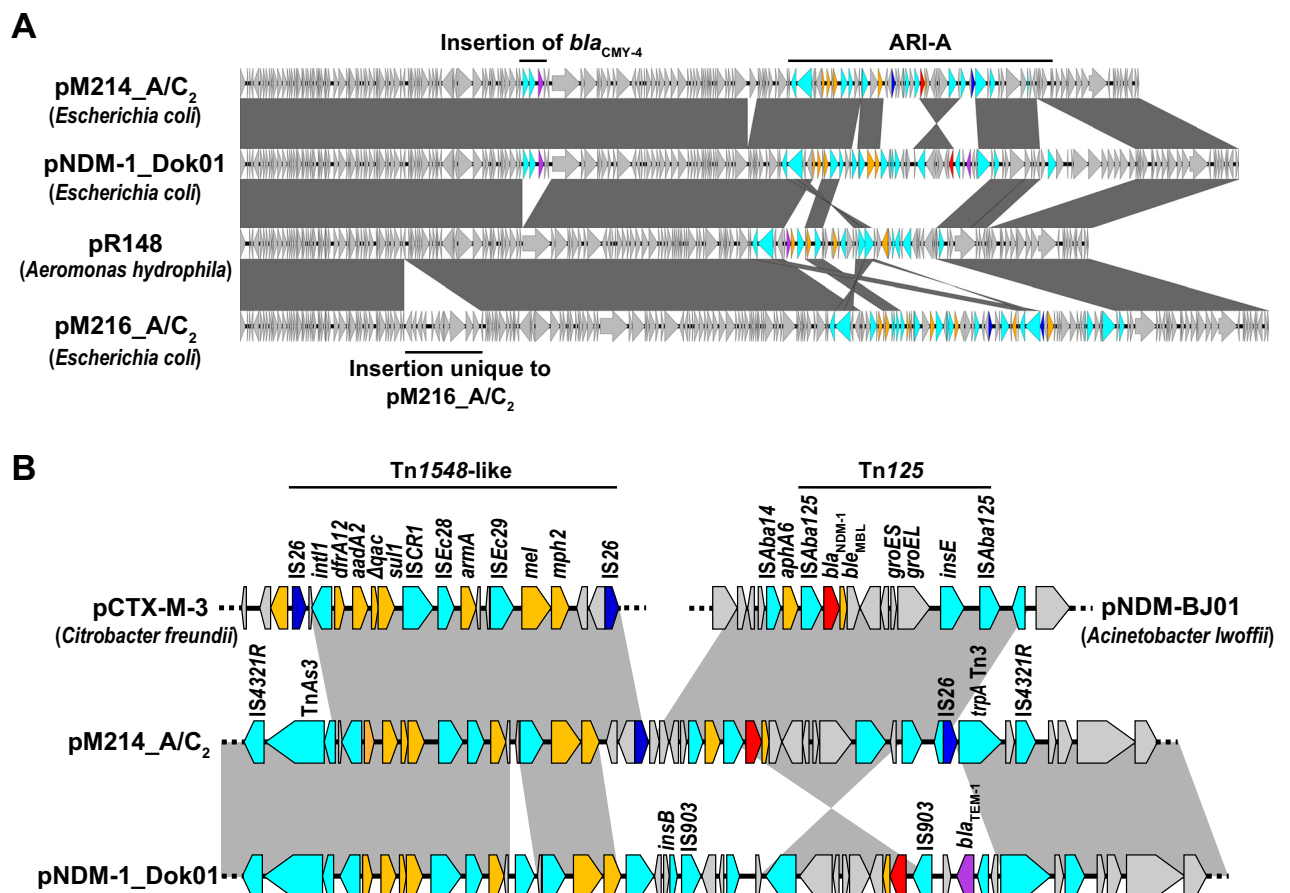 A
Insertion of blaCMY-4
ARI-A
pM214_A/C2
(Escherichia coli)
pNDM-1_Dok01
(Escherichia coli)
pR148
(Aeromonas hydrophila)
pM216_A/C2
(Escherichia coli)
Insertion unique to
pM216_A/C2
B
Tn1548-like
Tn125
IS26
intI1
dfrA12
aadA2
Δqac
sul1
ISCR1
ISEc28
armA
ISEc29
mel
mph2
IS26
ISAba14
aphA6
ISAba125
blaNDM-1
bleMBL
groES
groEL
insE
ISAba125
pCTX-M-3
(Citrobacter freundii)
pNDM-BJ01
(Acinetobacter lwoffii)
IS4321R
TnAs3
IS26
trpA Tn3
IS4321R
pM214_A/C2
insB
IS903
IS903
blaTEM-1
pNDM-1_Dok01